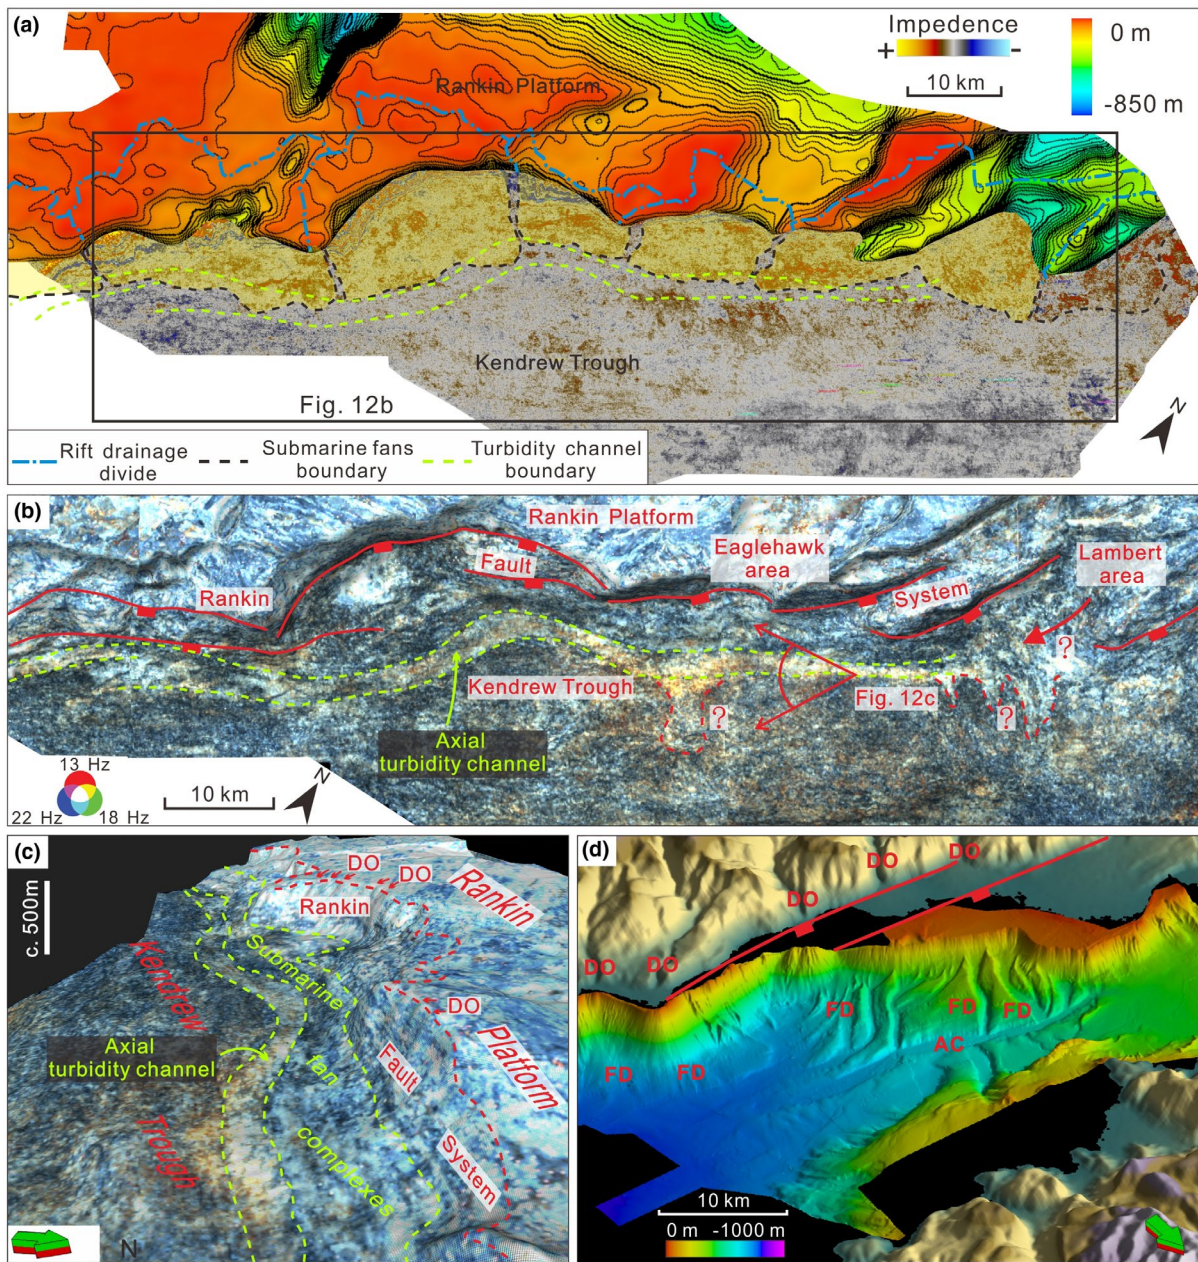 (a)
Impedence
+
-
10 km
0 m
-850 m
Rankin Platform
Kendrew Trough
Fig. 12b
N
Rift drainage
divide
Submarine fans
boundary
Turbidity channel
boundary
(b)
Rankin Platform
Fault
Eaglehawk
area
Lambert
area
Rankin
System
?
Kendrew Trough
Fig. 12c
?
?
Axial
turbidity channel
13 Hz
22 Hz
18 Hz
10 km
N
(c)
c. 500m
DO
DO
Rankin
Rankin
Kendrew
Submarine
DO
Platform
Axial
turbidity channel
fan
Fault
Trough
complexes
System
N
(d)
DO
DO
DO
DO
DO
FD
FD
FD
AC
FD
FD
10 km
0 m
-1000 m